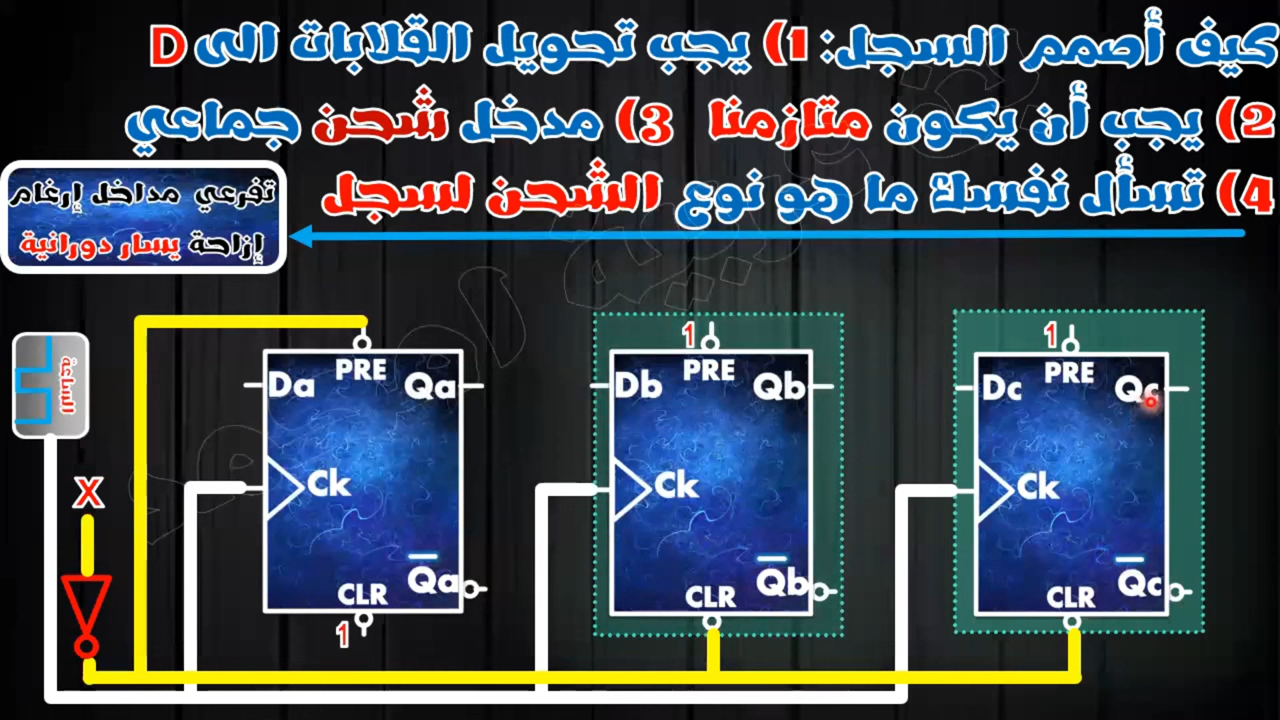 كيف أصمم السجل: 1) يجب تحويل القلابات الى D
2) يجب أن يكون متازمنا 3) مدخل شحن جماعي
4) تسأل نفسك ما هو نوع الشحن لسجل
تفرعي مداخل إرغام
إزاحة يسار دورانية
الساعة
X
PRE
Da
Qa
Ck
Qa
CLR
1
1
PRE
Db
Qb
Ck
Qb
CLR
1
PRE
Dc
Qc
Ck
Qc
CLR